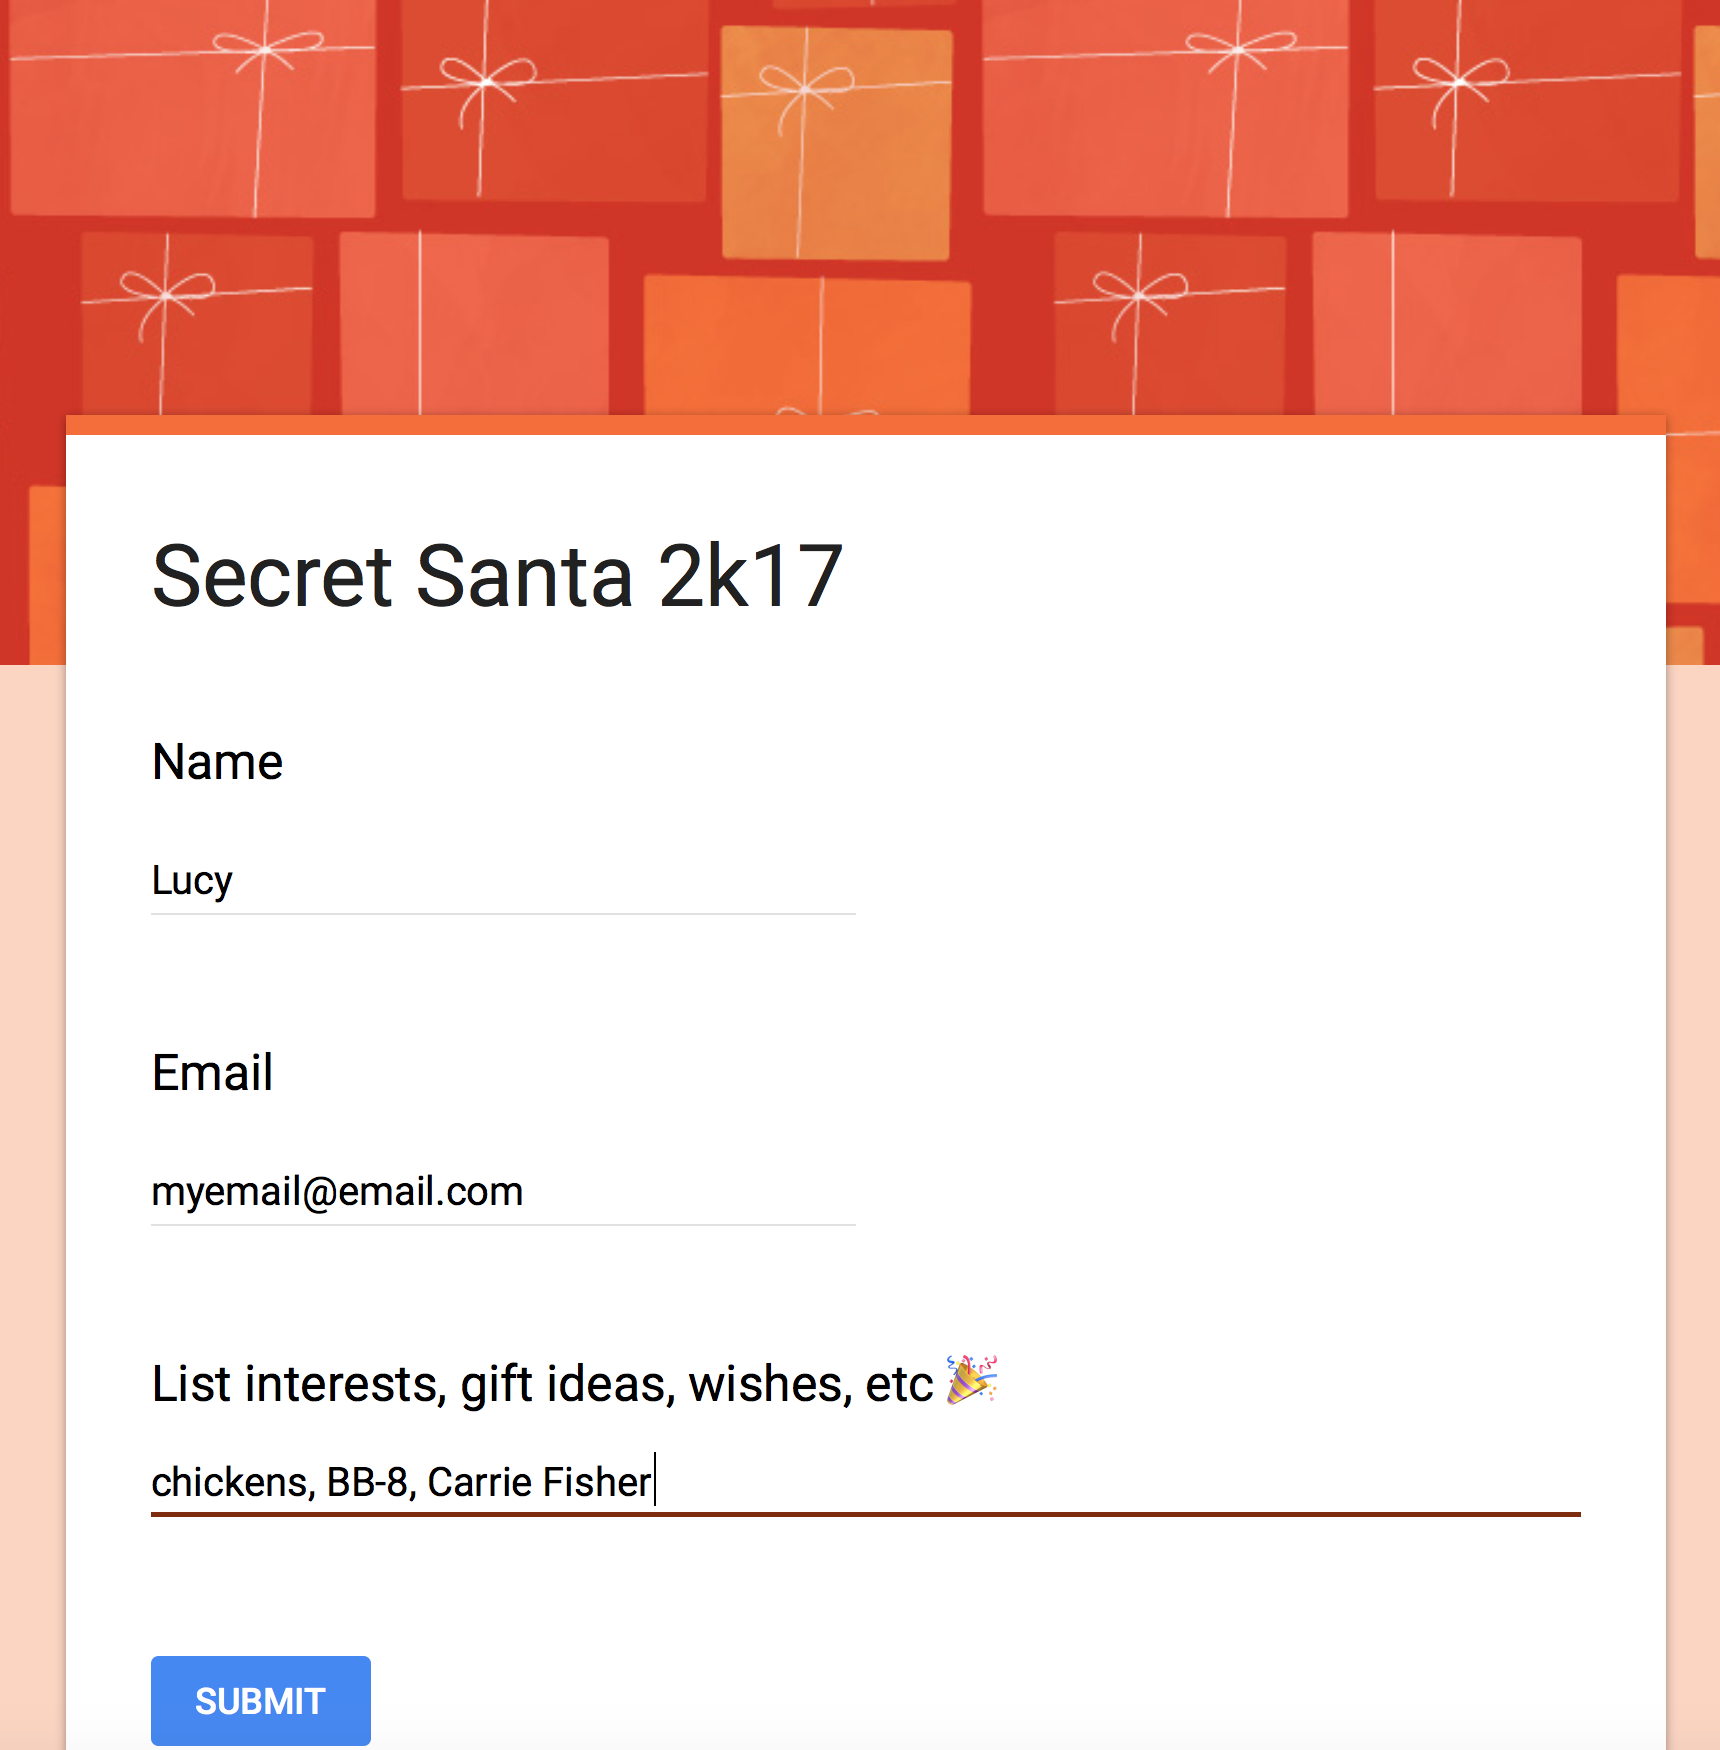 Secret Santa 2k17
Name
Lucy
Email
myemail@email.com
List interests, gift ideas, wishes, etc 🎉
chickens, BB-8, Carrie Fisher
SUBMIT